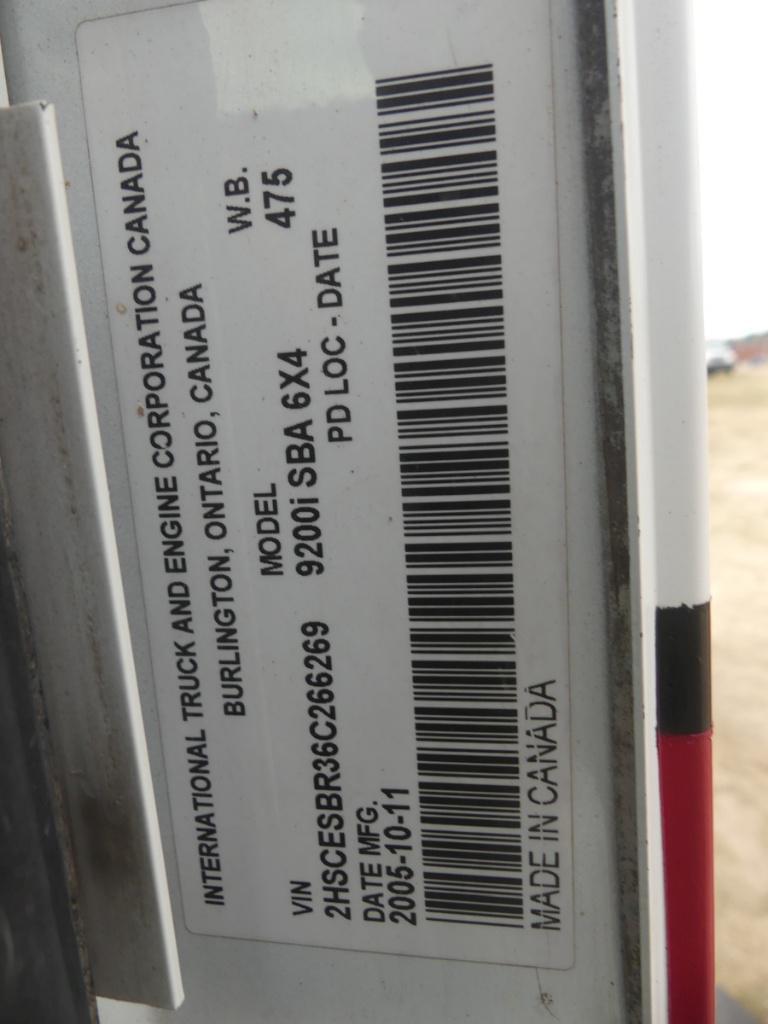 INTERNATIONAL TRUCK AND ENGINE CORPORATION CANADA
BURLINGTON, ONTARIO, CANADA
VIN MODEL W.B.
2HSCESBR36C266269 9200i SBA 6X4 475
DATE MFG. PD LOC - DATE
2005-10-11
MADE IN CANADA